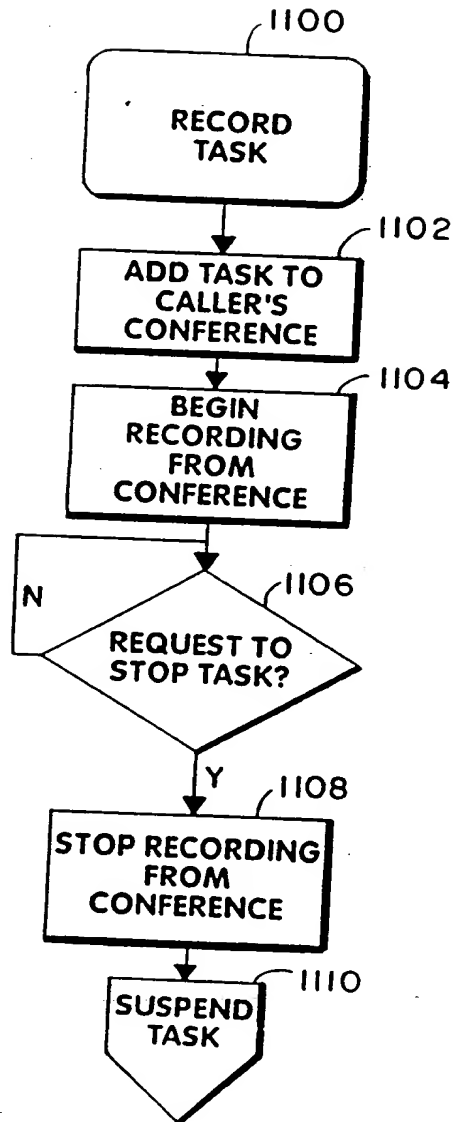 1100
RECORD
TASK
1102
ADD TASK TO
CALLER'S
CONFERENCE
1104
BEGIN
RECORDING
FROM
CONFERENCE
N
1106
REQUEST TO
STOP TASK?
Y
1108
STOP RECORDING
FROM
CONFERENCE
1110
SUSPEND
TASK